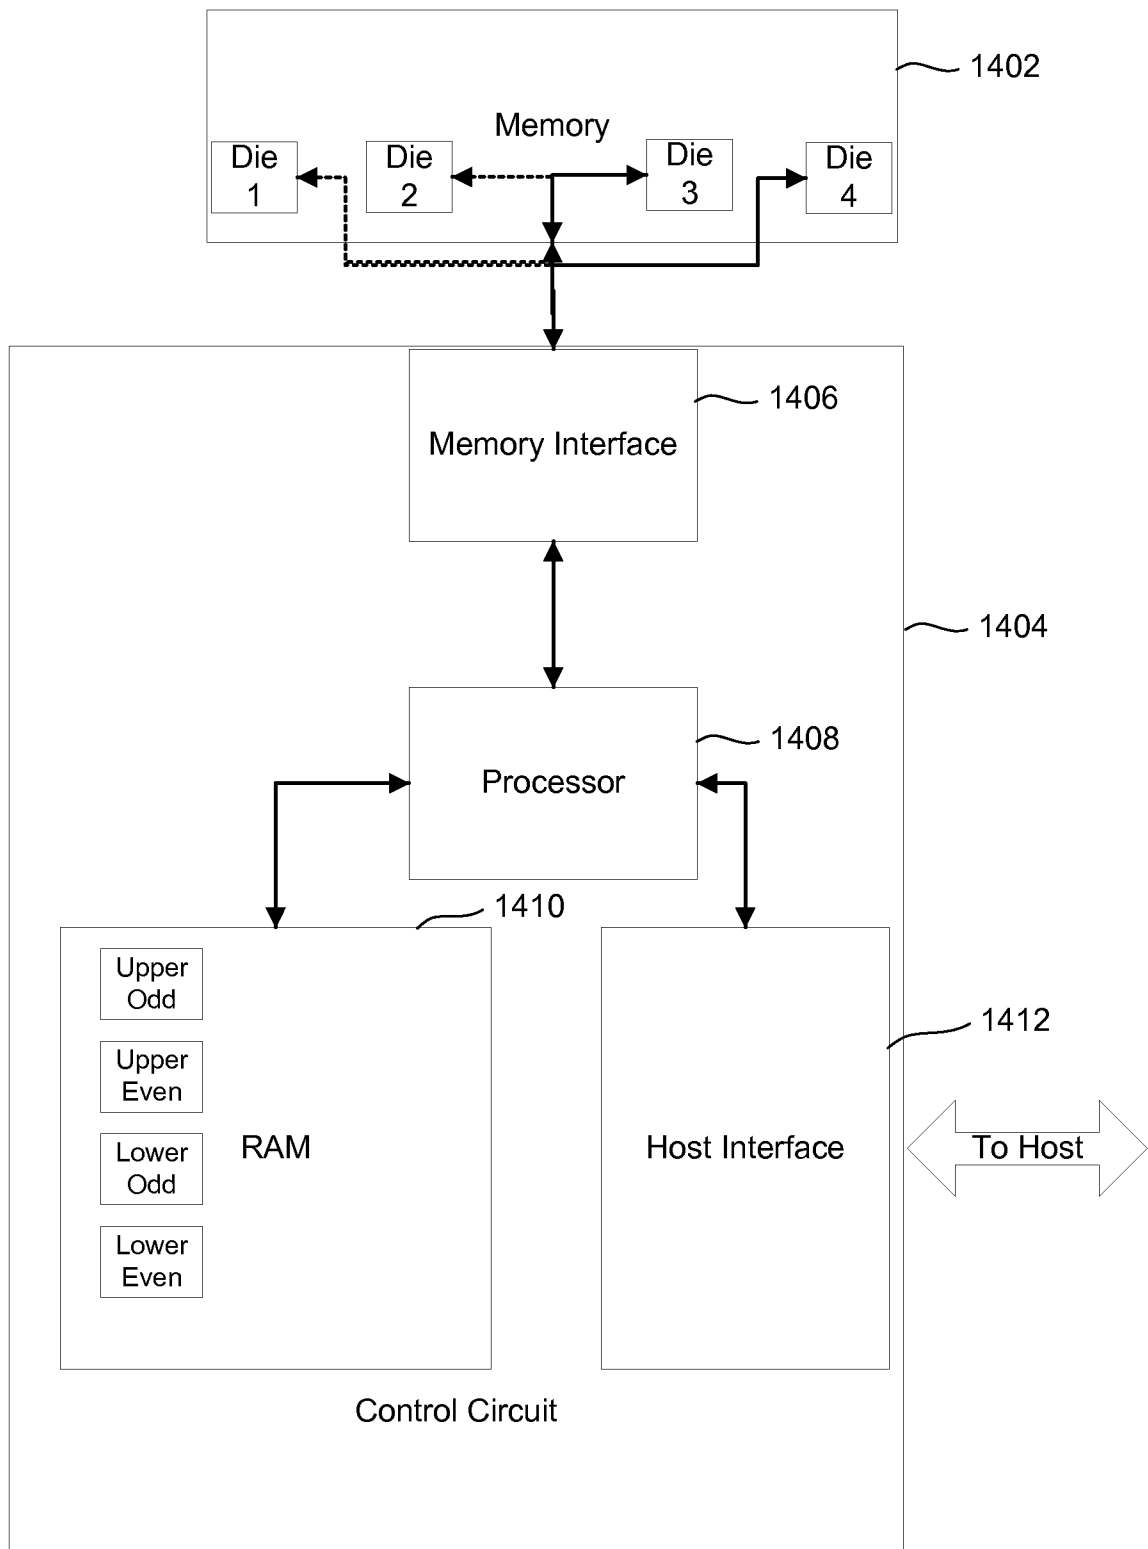 1402
Memory
Die
1
Die
2
Die
3
Die
4
1406
Memory Interface
1404
1408
Processor
1410
Upper
Odd
Upper
Even
Lower
Odd
Lower
Even
RAM
1412
Host Interface
To Host
Control Circuit